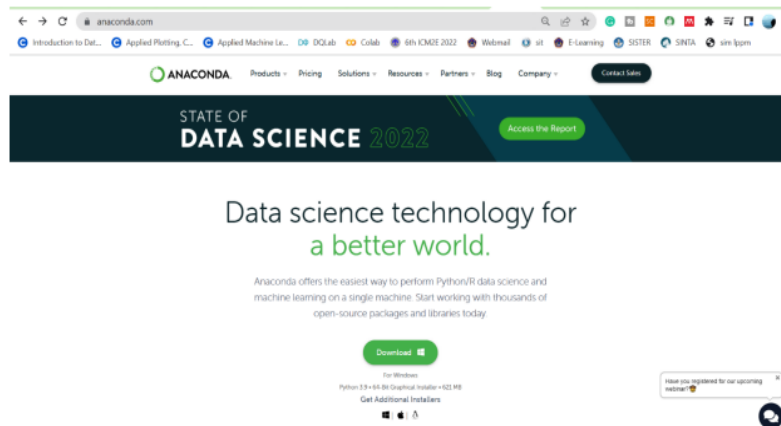 anaconda.com
Introduction to Dat... Applied Plotting, C... Applied Machine Le... DQLab Colab 6th ICM2E 2022 Webmail sit E-Learning SISTER SINTA sim lppm
ANACONDA. Products Pricing Solutions Resources Partners Blog Company Contact Sales
STATE OF
DATA SCIENCE 2022
Access the Report
Data science technology for
a better world.
Anaconda offers the easiest way to perform Python/R data science and
machine learning on a single machine. Start working with thousands of
open-source packages and libraries today.
Download
For Windows
Python 3.9 • 64-Bit Graphical Installer • 621 MB
Get Additional Installers
Have you registered for our upcoming
webinar?